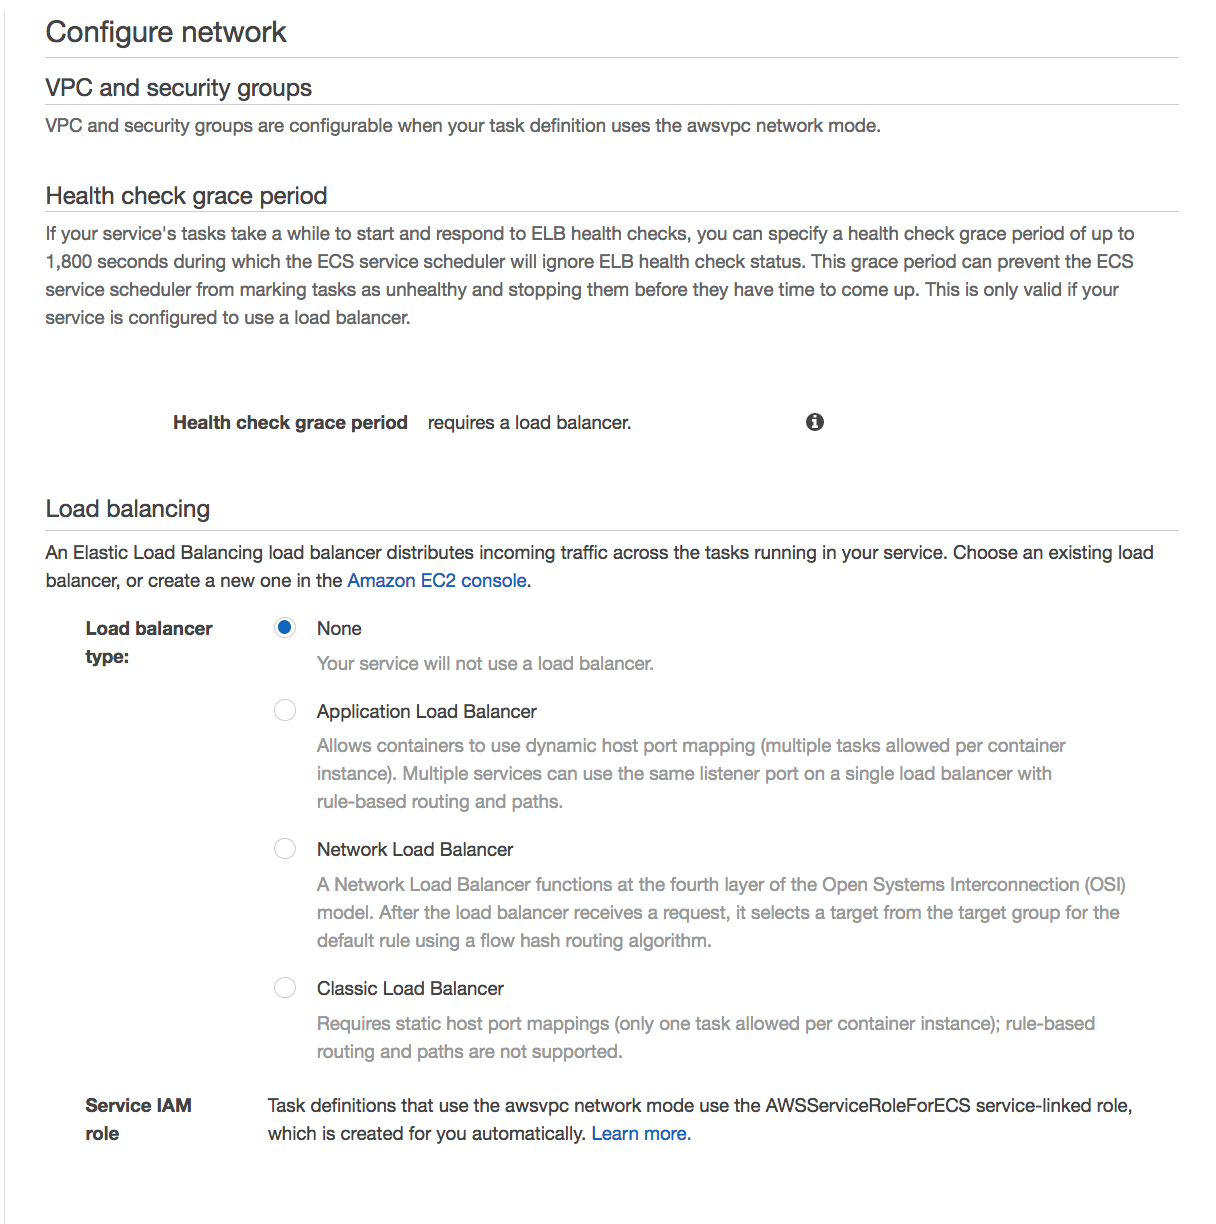 Configure network
VPC and security groups
VPC and security groups are configurable when your task definition uses the awsvpc network mode.
Health check grace period
If your service's tasks take a while to start and respond to ELB health checks, you can specify a health check grace period of up to
1,800 seconds during which the ECS service scheduler will ignore ELB health check status. This grace period can prevent the ECS
service scheduler from marking tasks as unhealthy and stopping them before they have time to come up. This is only valid if your
service is configured to use a load balancer.
Health check grace period requires a load balancer.
Load balancing
An Elastic Load Balancing load balancer distributes incoming traffic across the tasks running in your service. Choose an existing load
balancer, or create a new one in the Amazon EC2 console.
Load balancer
type:
None
Your service will not use a load balancer.
Application Load Balancer
Allows containers to use dynamic host port mapping (multiple tasks allowed per container
instance). Multiple services can use the same listener port on a single load balancer with
rule-based routing and paths.
Network Load Balancer
A Network Load Balancer functions at the fourth layer of the Open Systems Interconnection (OSI)
model. After the load balancer receives a request, it selects a target from the target group for the
default rule using a flow hash routing algorithm.
Classic Load Balancer
Requires static host port mappings (only one task allowed per container instance); rule-based
routing and paths are not supported.
Service IAM
role
Task definitions that use the awsvpc network mode use the AWSServiceRoleForECS service-linked role,
which is created for you automatically. Learn more.